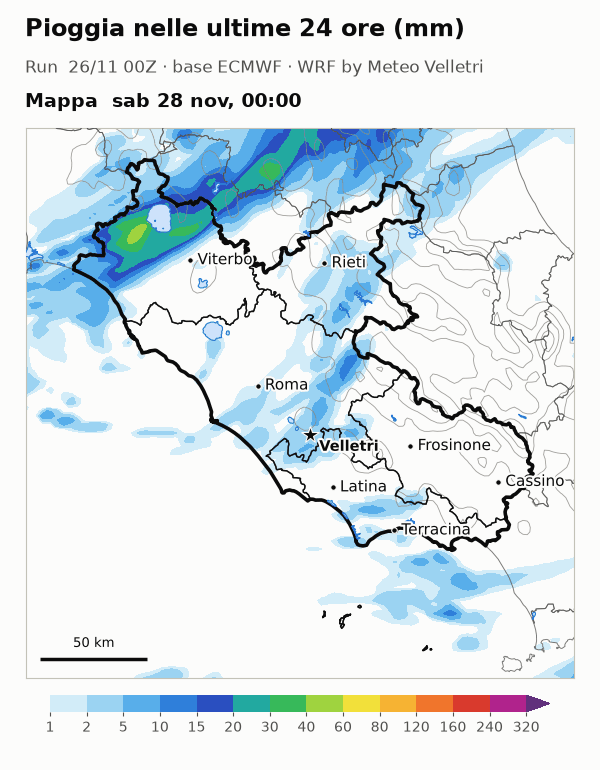 Pioggia nelle ultime 24 ore (mm)
Run  26/11 00Z · base ECMWF · WRF by Meteo Velletri
Mappa  sab 28 nov, 00:00
Viterbo
Rieti
Roma
Velletri
Frosinone
Latina
Cassino
Terracina
50 km
1 2 5 10 15 20 30 40 60 80 120 160 240 320